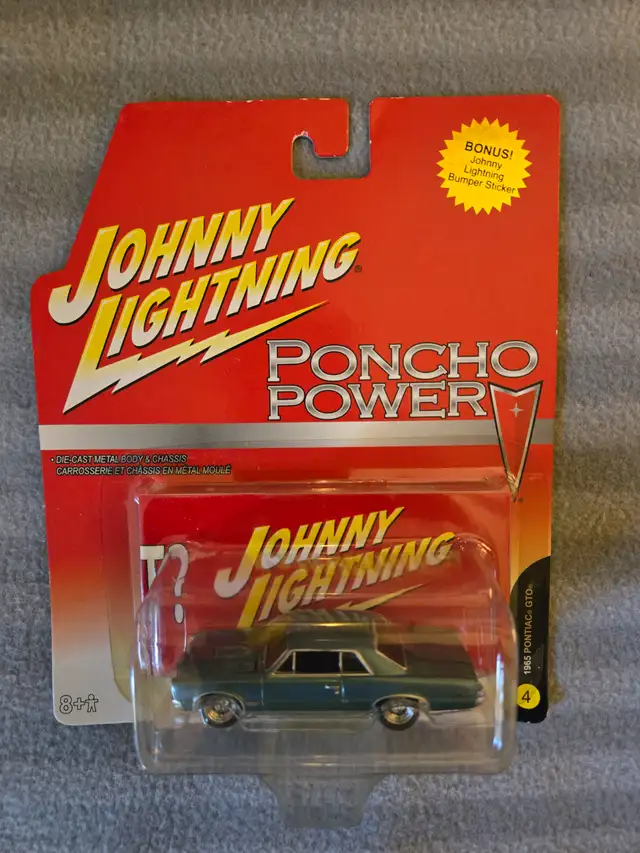 BONUS!
Johnny
Lightning
Bumper Sticker
JOHNNY
LIGHTNING®
PONCHO
POWER
®
• DIE-CAST METAL BODY & CHASSIS
CARROSSERIE ET CHÂSSIS EN MÉTAL MOULÉ
T?
JOHNNY
LIGHTNING
1965 PONTIAC® GTO®
8+
4